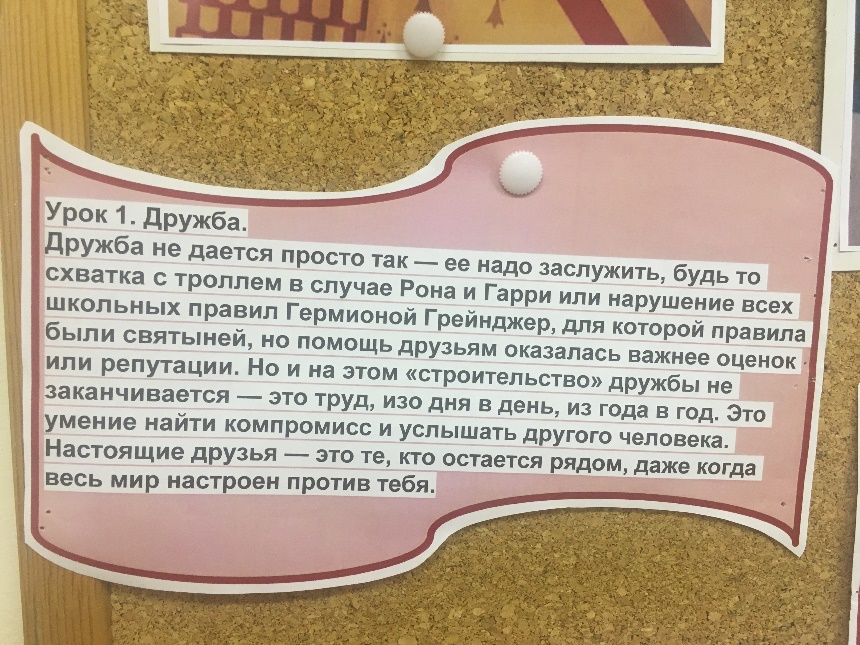 Урок 1. Дружба.
Дружба не дается просто так — ее надо заслужить, будь то
схватка с троллем в случае Рона и Гарри или нарушение всех
школьных правил Гермионой Грейнджер, для которой правила
были святыней, но помощь друзьям оказалась важнее оценок
или репутации. Но и на этом «строительство» дружбы не
заканчивается — это труд, изо дня в день, из года в год. Это
умение найти компромисс и услышать другого человека.
Настоящие друзья — это те, кто остается рядом, даже когда
весь мир настроен против тебя.